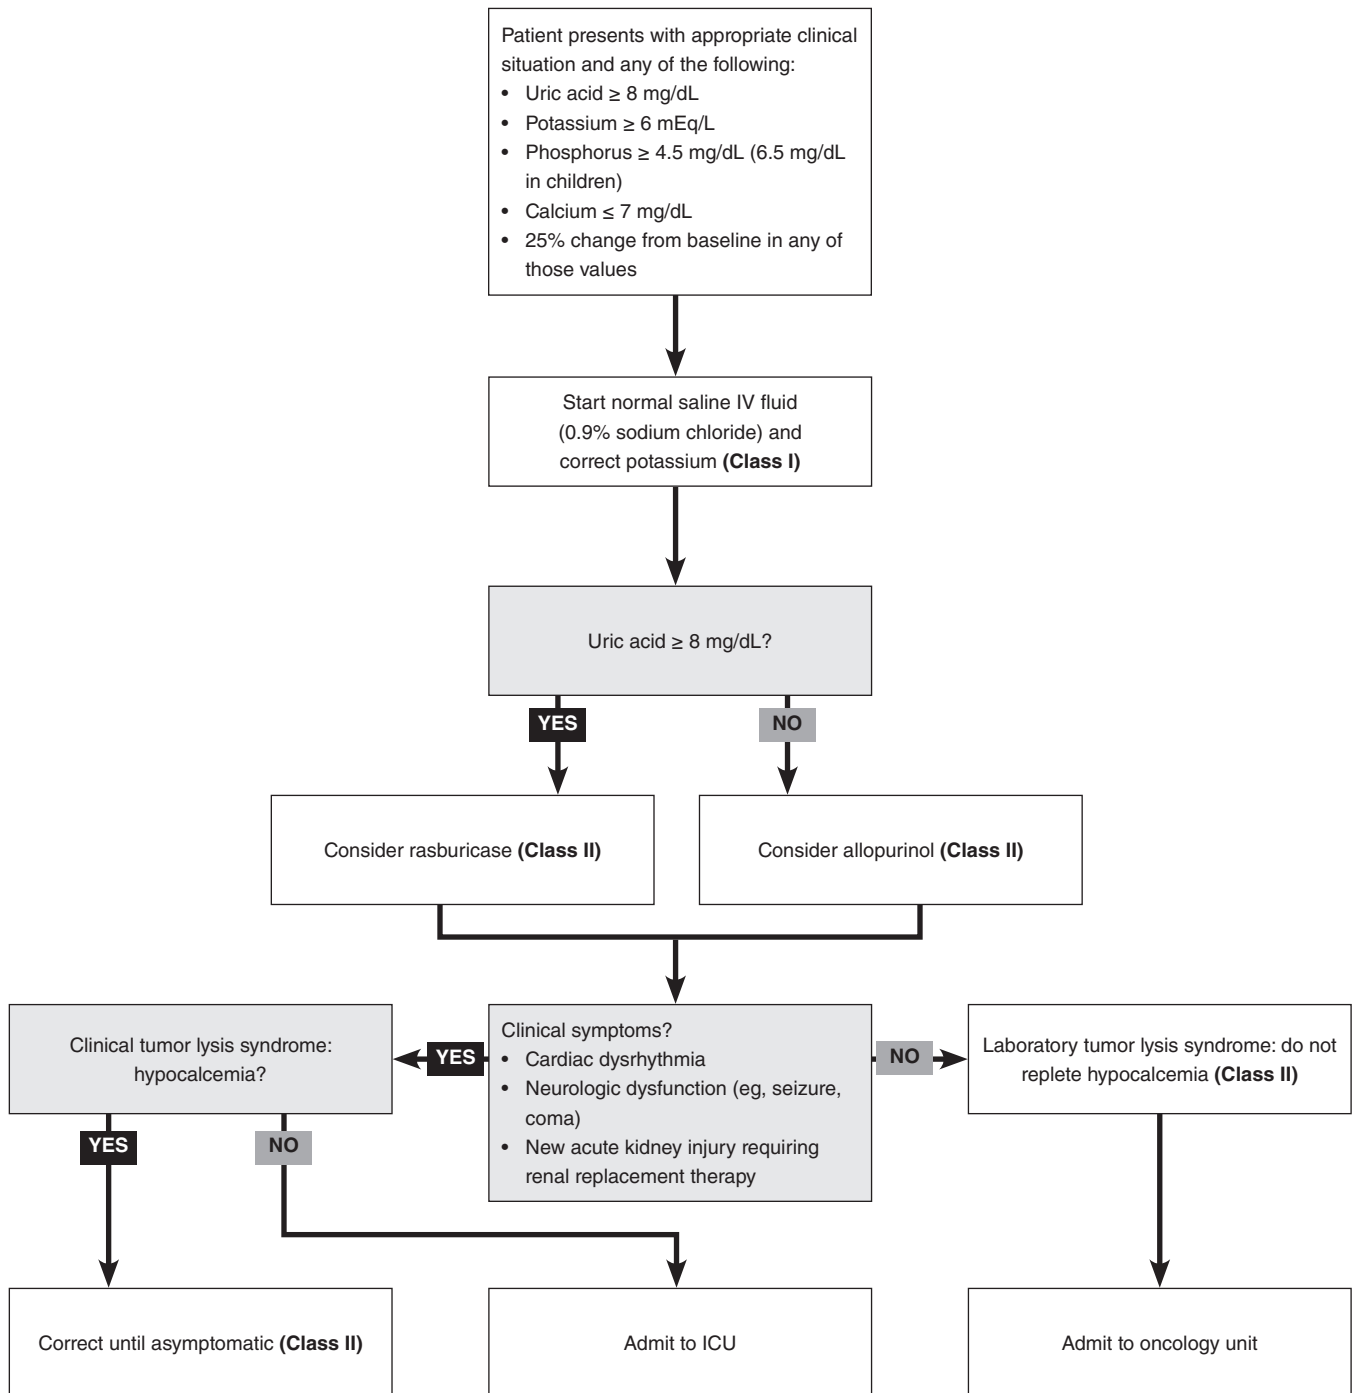 Patient presents with appropriate clinical
situation and any of the following:
• Uric acid ≥ 8 mg/dL
• Potassium ≥ 6 mEq/L
• Phosphorus ≥ 4.5 mg/dL (6.5 mg/dL
in children)
• Calcium ≤ 7 mg/dL
• 25% change from baseline in any of
those values
Start normal saline IV fluid
(0.9% sodium chloride) and
correct potassium (Class I)
Uric acid ≥ 8 mg/dL?
YES
NO
Consider rasburicase (Class II)
Consider allopurinol (Class II)
Clinical symptoms?
• Cardiac dysrhythmia
• Neurologic dysfunction (eg, seizure,
coma)
• New acute kidney injury requiring
renal replacement therapy
YES
NO
Clinical tumor lysis syndrome:
hypocalcemia?
Laboratory tumor lysis syndrome: do not
replete hypocalcemia (Class II)
YES
NO
Correct until asymptomatic (Class II)
Admit to ICU
Admit to oncology unit